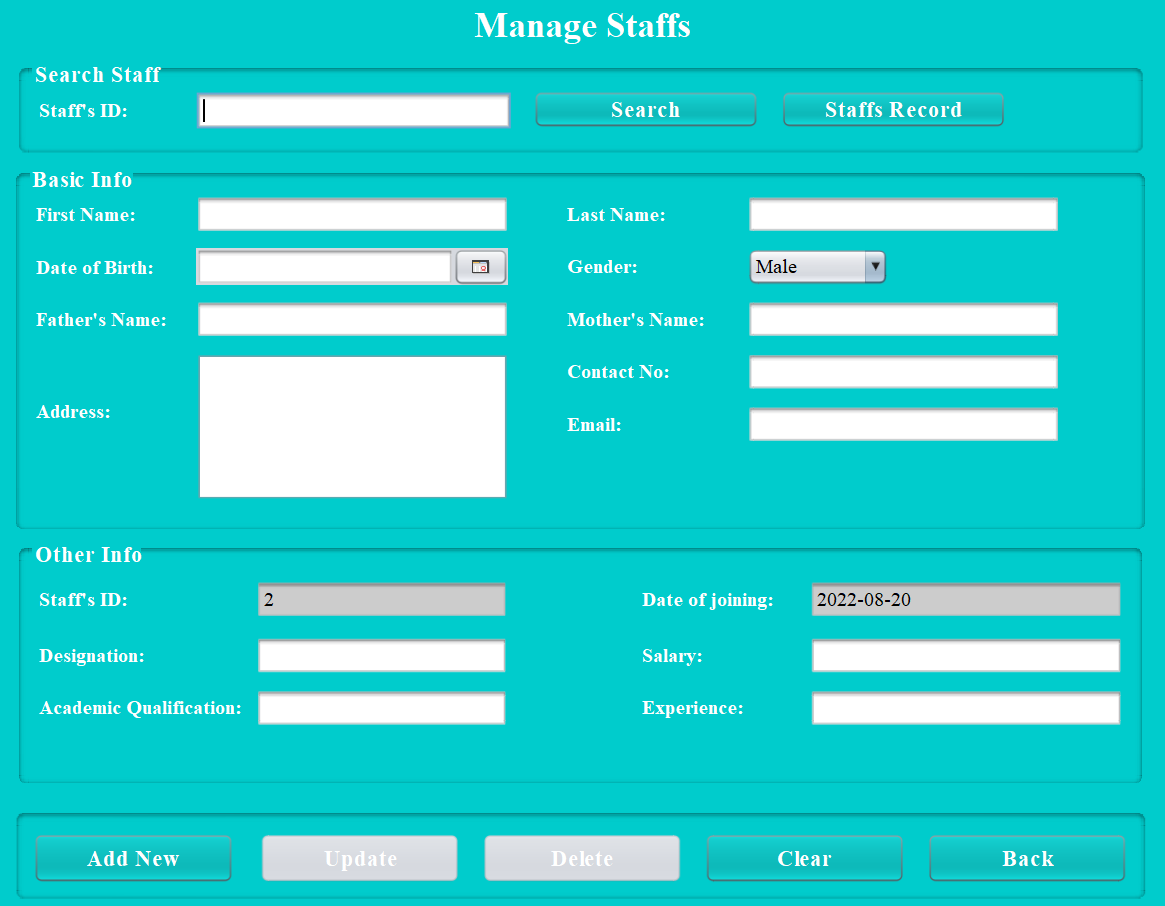 Manage Staffs
Search Staff
Staff's ID: Search Staffs Record
Basic Info
First Name: Last Name:
Date of Birth: Gender: Male
Father's Name: Mother's Name:
Contact No:
Address:
Email:
Other Info
Staff's ID: 2 Date of joining: 2022-08-20
Designation: Salary:
Academic Qualification: Experience:
Add New Update Delete Clear Back